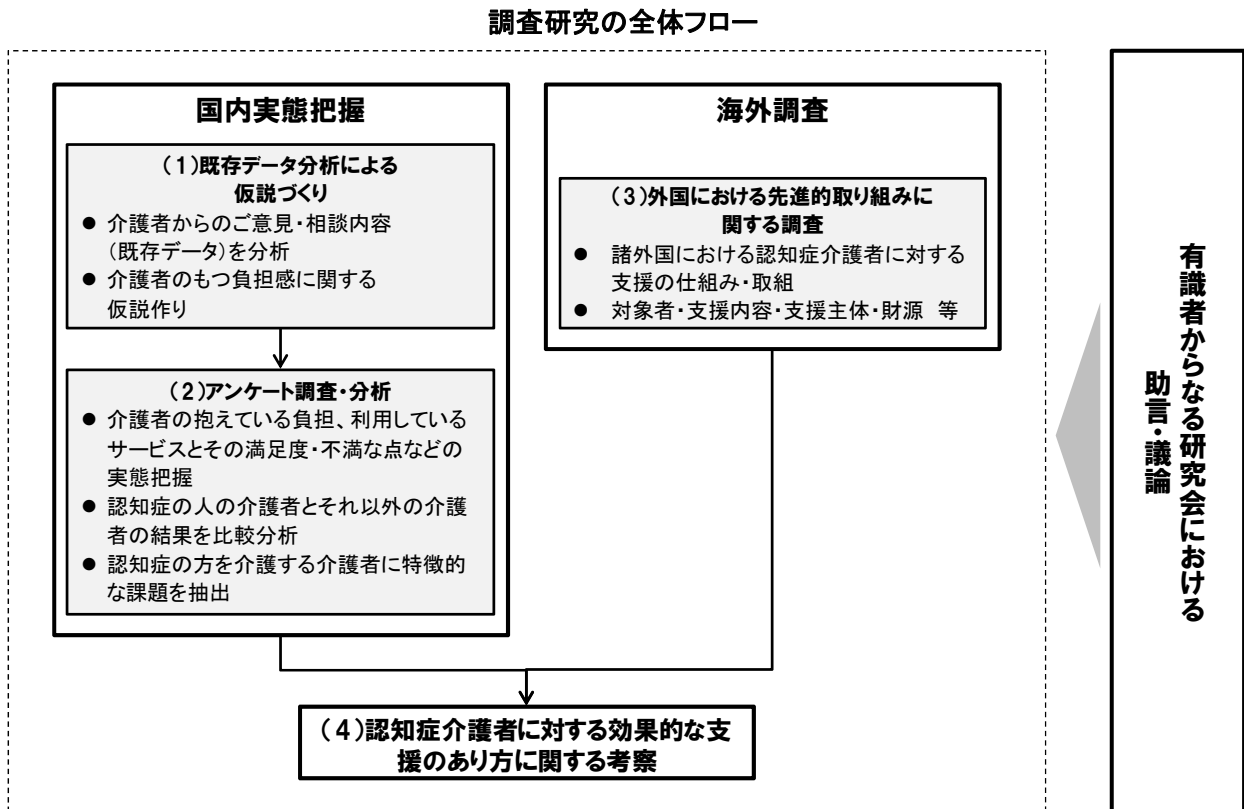 調査研究の全体フロー
国内実態把握
(1)既存データ分析による
仮説づくり
● 介護者からのご意見・相談内容
(既存データ)を分析
● 介護者のもつ負担感に関する
仮説作り
(2)アンケート調査・分析
● 介護者の抱えている負担、利用している
サービスとその満足度・不満な点などの
実態把握
● 認知症の人の介護者とそれ以外の介護
者の結果を比較分析
● 認知症の方を介護する介護者に特徴的
な課題を抽出
海外調査
(3)外国における先進的取り組みに
関する調査
● 諸外国における認知症介護者に対する
支援の仕組み・取組
● 対象者・支援内容・支援主体・財源 等
(4)認知症介護者に対する効果的な支
援のあり方に関する考察
有識者からなる研究会における
助言・議論